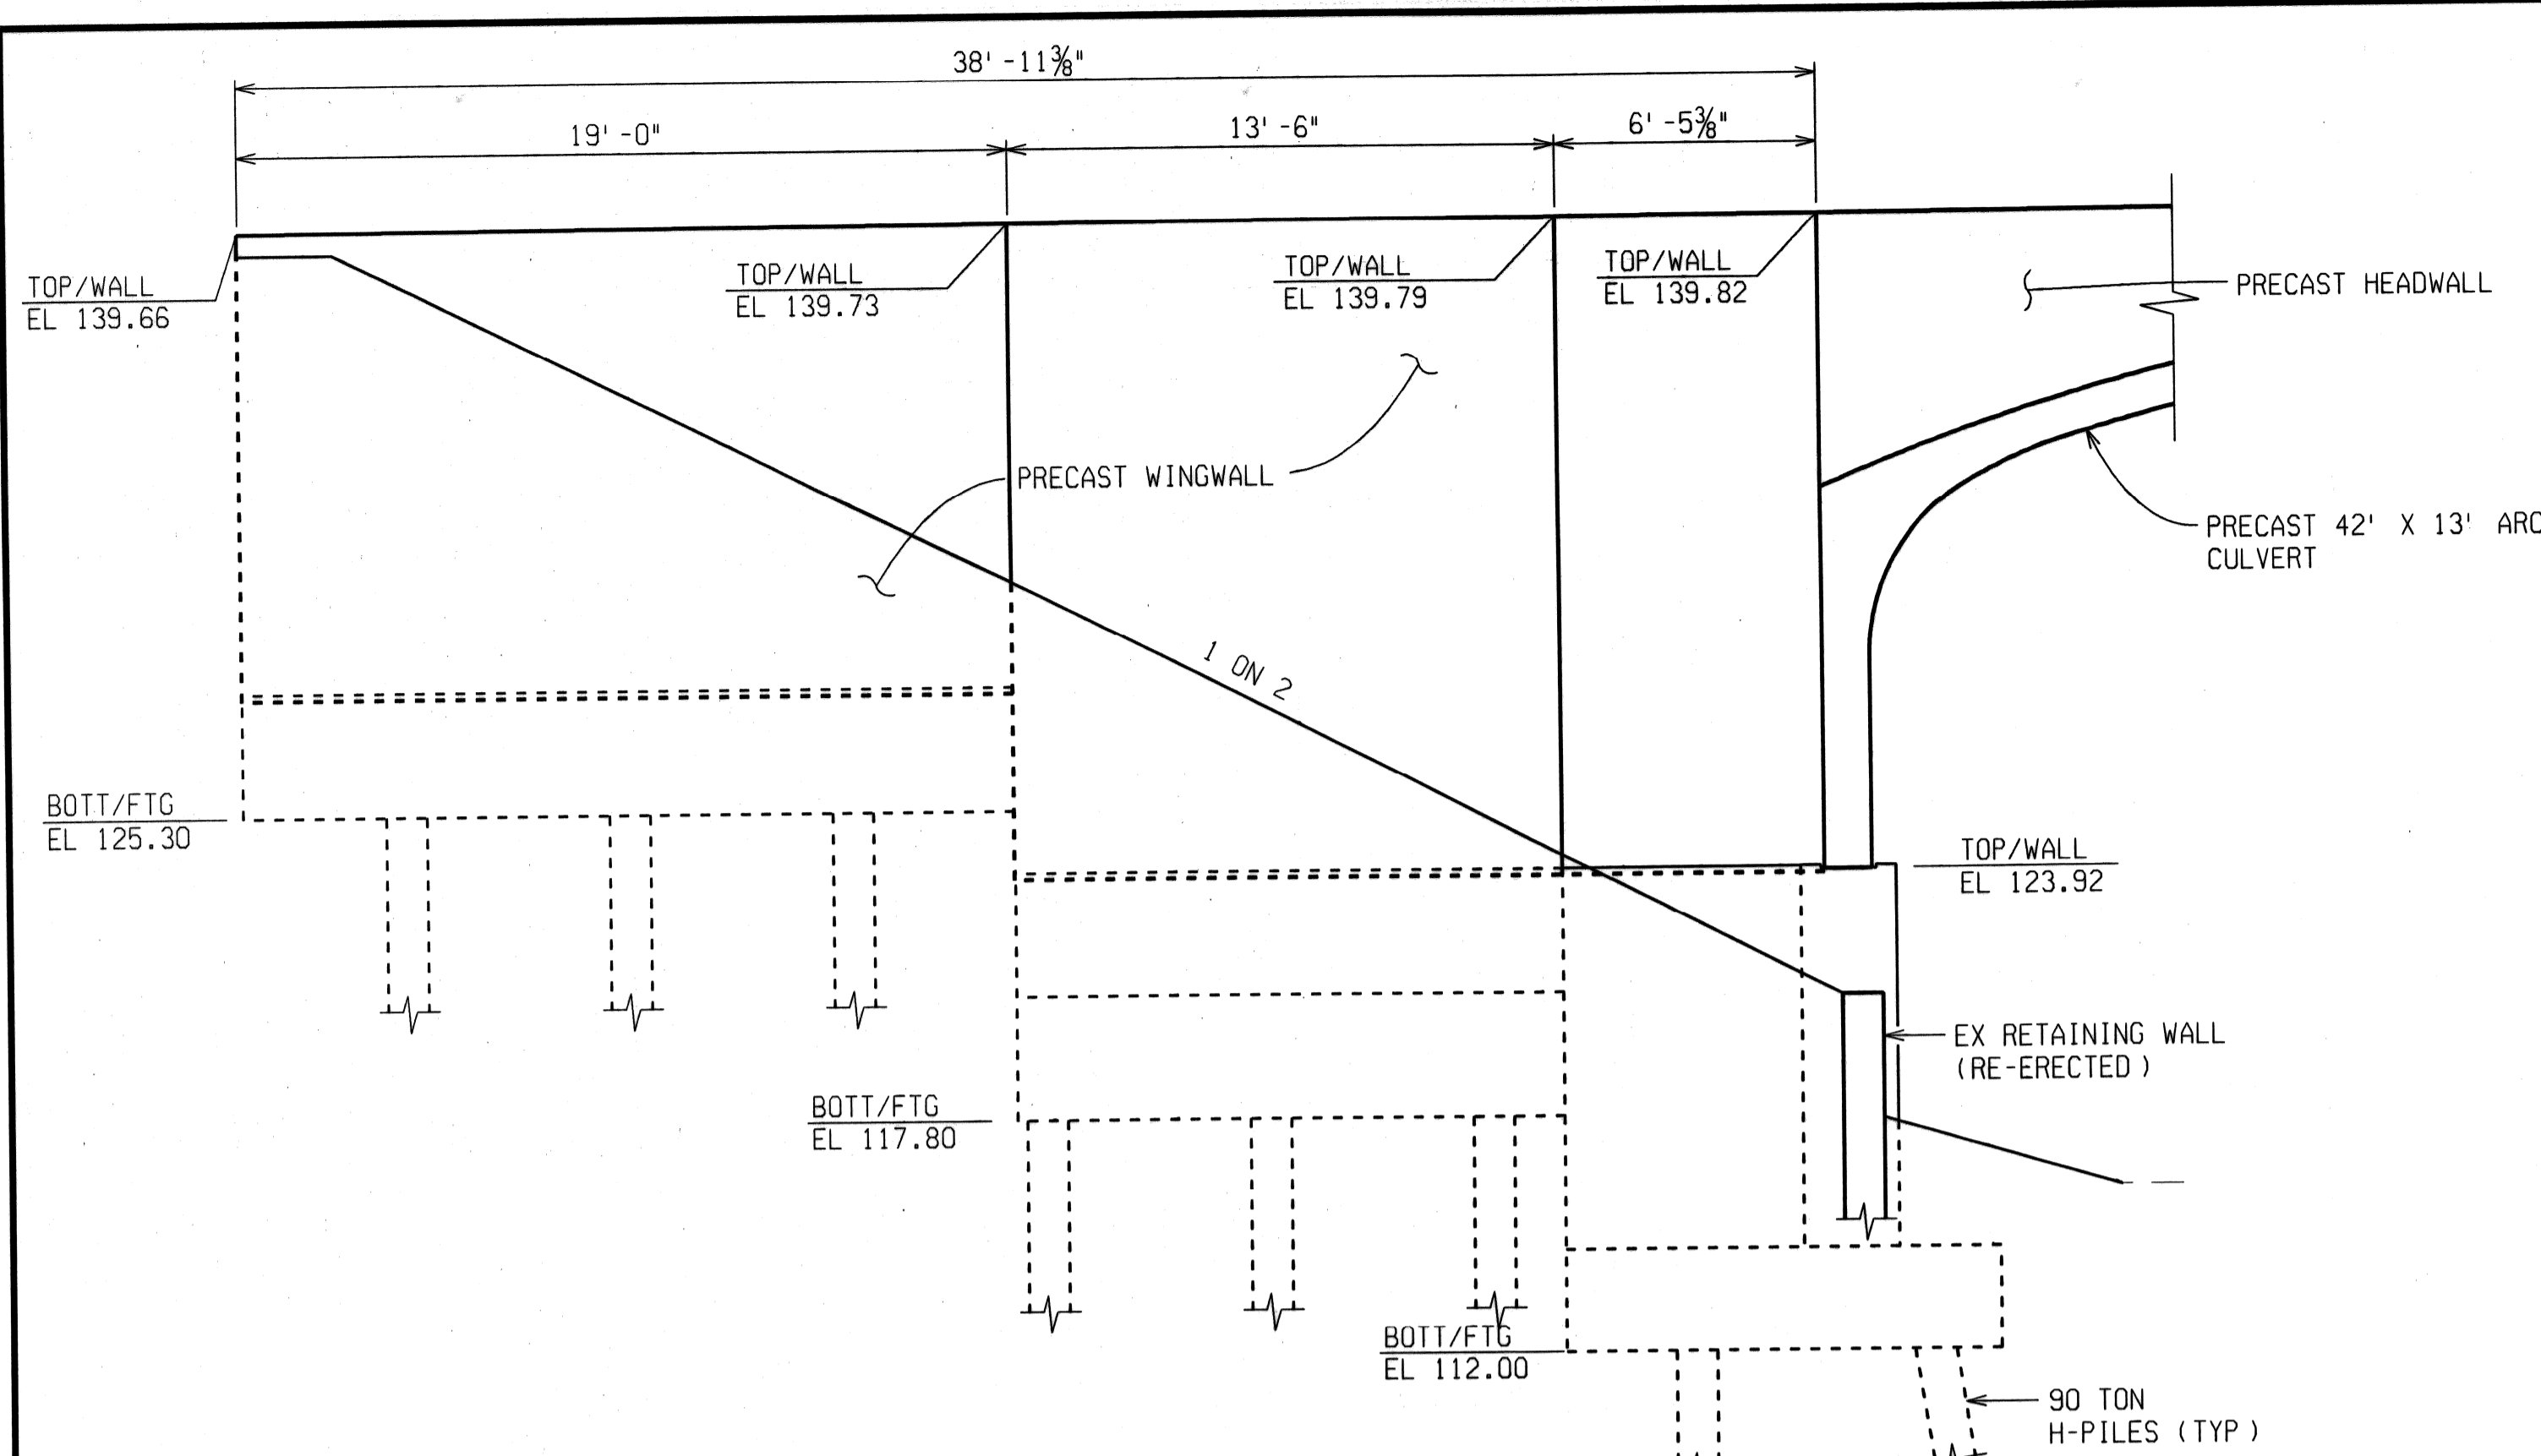 38'-11⅜"
19'-0"
13'-6"
6'-5⅜"
TOP/WALL
EL 139.66
TOP/WALL
EL 139.73
TOP/WALL
EL 139.79
TOP/WALL
EL 139.82
PRECAST HEADWALL
PRECAST WINGWALL
PRECAST 42' X 13' ARC
CULVERT
1 ON 2
BOTT/FTG
EL 125.30
TOP/WALL
EL 123.92
EX RETAINING WALL
(RE-ERECTED)
BOTT/FTG
EL 117.80
BOTT/FTG
EL 112.00
90 TON
H-PILES (TYP)